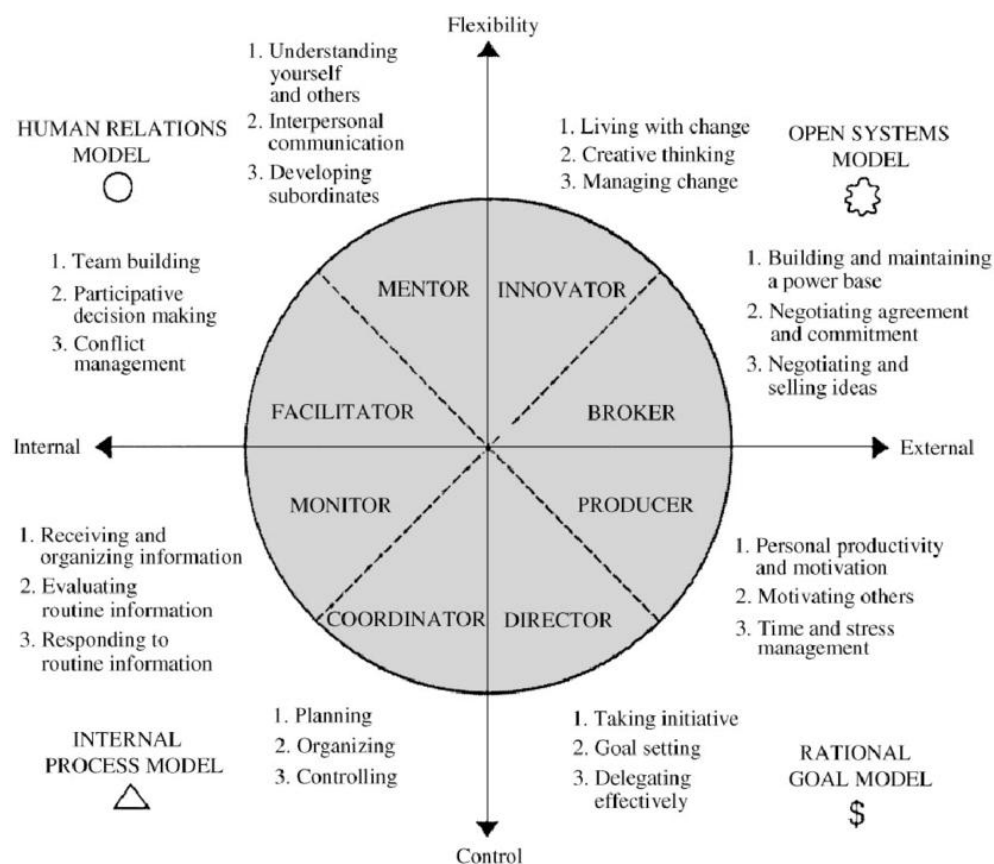 Flexibility
1. Understanding
yourself
and others
2. Interpersonal
communication
3. Developing
subordinates
HUMAN RELATIONS
MODEL
1. Living with change
2. Creative thinking
3. Managing change
OPEN SYSTEMS
MODEL
1. Team building
2. Participative
decision making
3. Conflict
management
MENTOR
INNOVATOR
1. Building and maintaining
a power base
2. Negotiating agreement
and commitment
3. Negotiating and
selling ideas
FACILITATOR
BROKER
Internal
External
MONITOR
PRODUCER
1. Receiving and
organizing information
2. Evaluating
routine information
3. Responding to
routine information
1. Personal productivity
and motivation
2. Motivating others
3. Time and stress
management
COORDINATOR
DIRECTOR
INTERNAL
PROCESS MODEL
1. Planning
2. Organizing
3. Controlling
1. Taking initiative
2. Goal setting
3. Delegating
effectively
RATIONAL
GOAL MODEL
$
Control